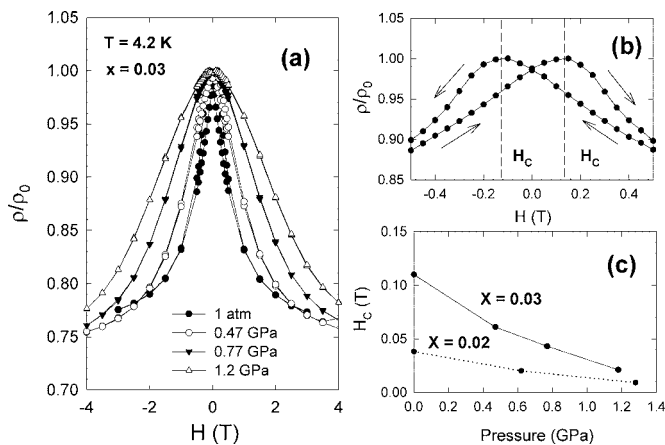 T = 4.2 K
x = 0.03
(a)
1.00
0.95
0.90
0.85
0.80
0.75
0.70
ρ/ρ0
-4 -2 0 2 4
H (T)
1 atm
0.47 GPa
0.77 GPa
1.2 GPa
(b)
1.00
0.95
0.90
0.85
ρ/ρ0
HC HC
-0.4 -0.2 0.0 0.2 0.4
H (T)
(c)
0.15
0.10
0.05
0.00
HC (T)
X = 0.03
X = 0.02
0.0 0.2 0.4 0.6 0.8 1.0 1.2 1.4
Pressure (GPa)